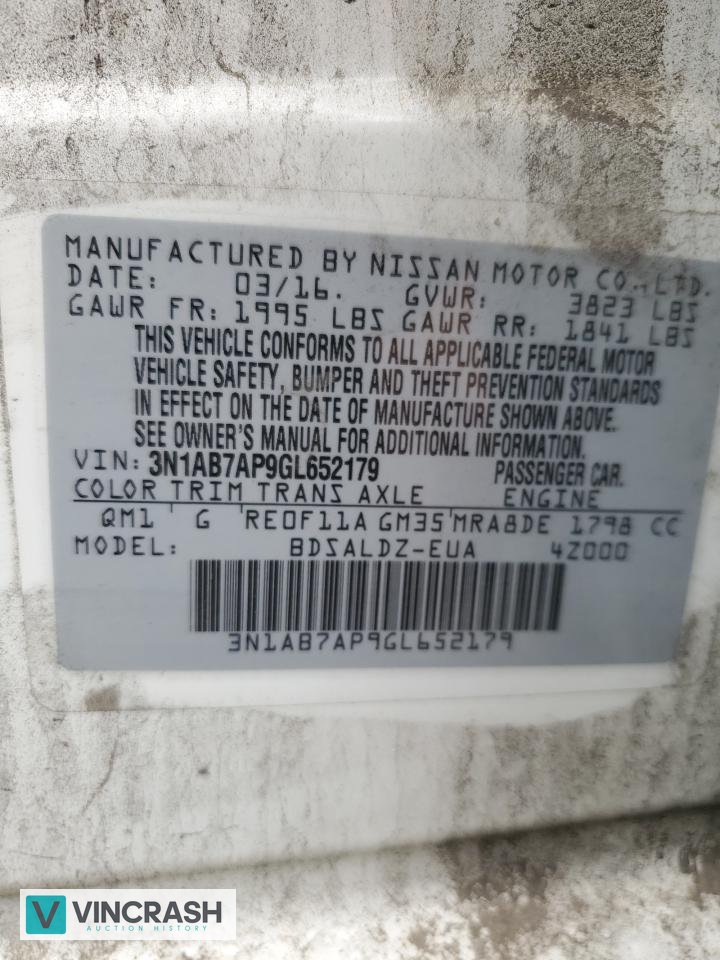 MANUFACTURED BY NISSAN MOTOR CO., LTD.
DATE: 03/16. GVWR: 3823 LBS
GAWR FR: 1995 LBS GAWR RR: 1841 LBS
THIS VEHICLE CONFORMS TO ALL APPLICABLE FEDERAL MOTOR
VEHICLE SAFETY, BUMPER AND THEFT PREVENTION STANDARDS
IN EFFECT ON THE DATE OF MANUFACTURE SHOWN ABOVE.
SEE OWNER'S MANUAL FOR ADDITIONAL INFORMATION.
VIN: 3N1AB7AP9GL652179 PASSENGER CAR.
COLOR TRIM TRANS AXLE ENGINE
QM1 G RE0F11A GM35 MRA8DE 1798 CC
MODEL: BDSALDZ-EUA 4Z000
3N1AB7AP9GL652179
V VINCRASH
AUCTION HISTORY